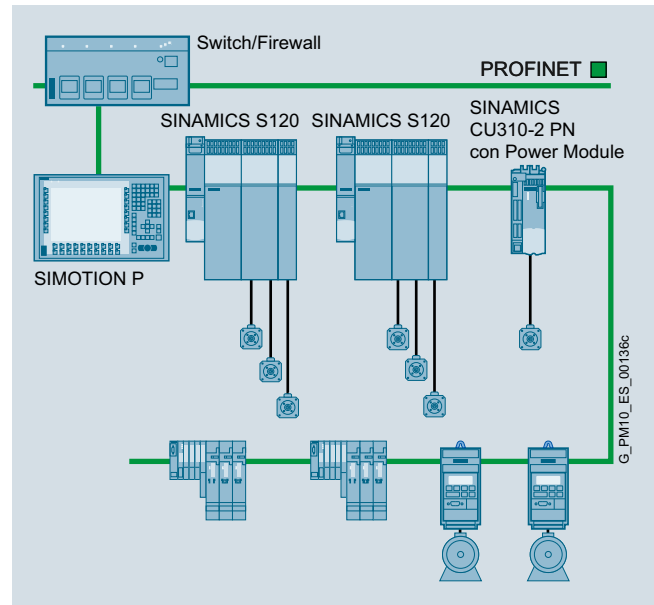 Switch/Firewall
PROFINET
SINAMICS S120
SINAMICS S120
SINAMICS
CU310-2 PN
con Power Module
SIMOTION P
G_PM10_ES_00136c